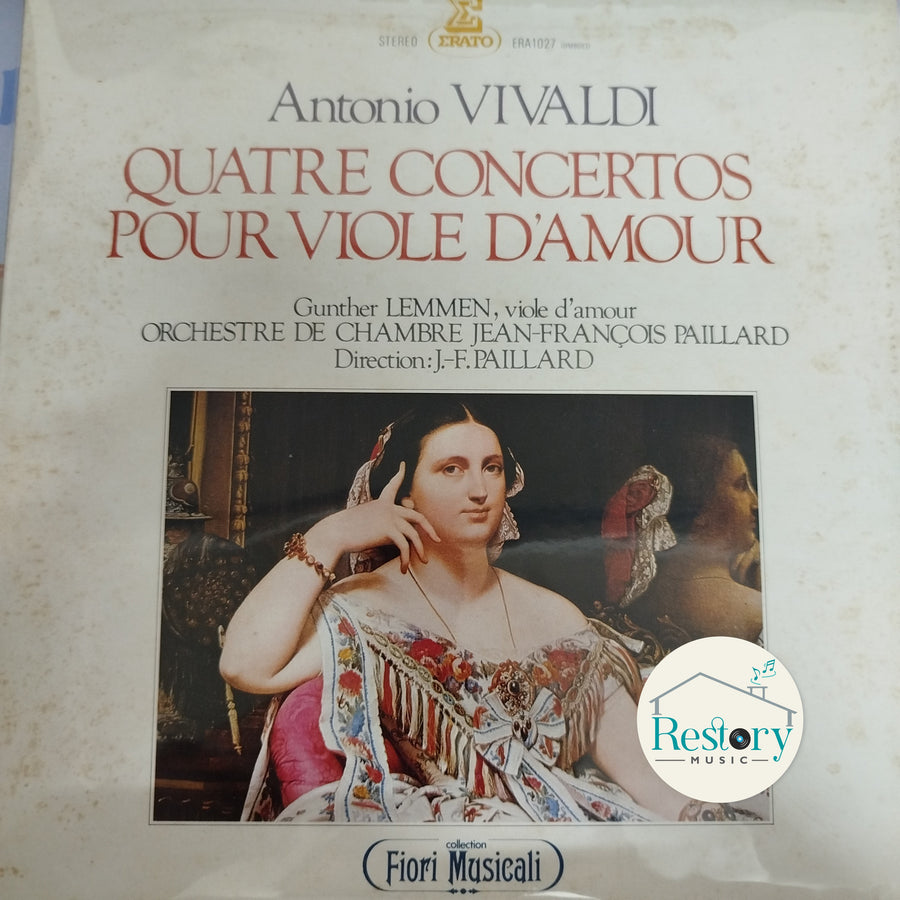 STEREO ERATO ERA1027
Antonio VIVALDI
QUATRE CONCERTOS
POUR VIOLE D'AMOUR
Gunther LEMMEN, viole d'amour
ORCHESTRE DE CHAMBRE JEAN-FRANÇOIS PAILLARD
Direction: J.-F. PAILLARD
Restory
MUSIC
collection
Fiori Musicali